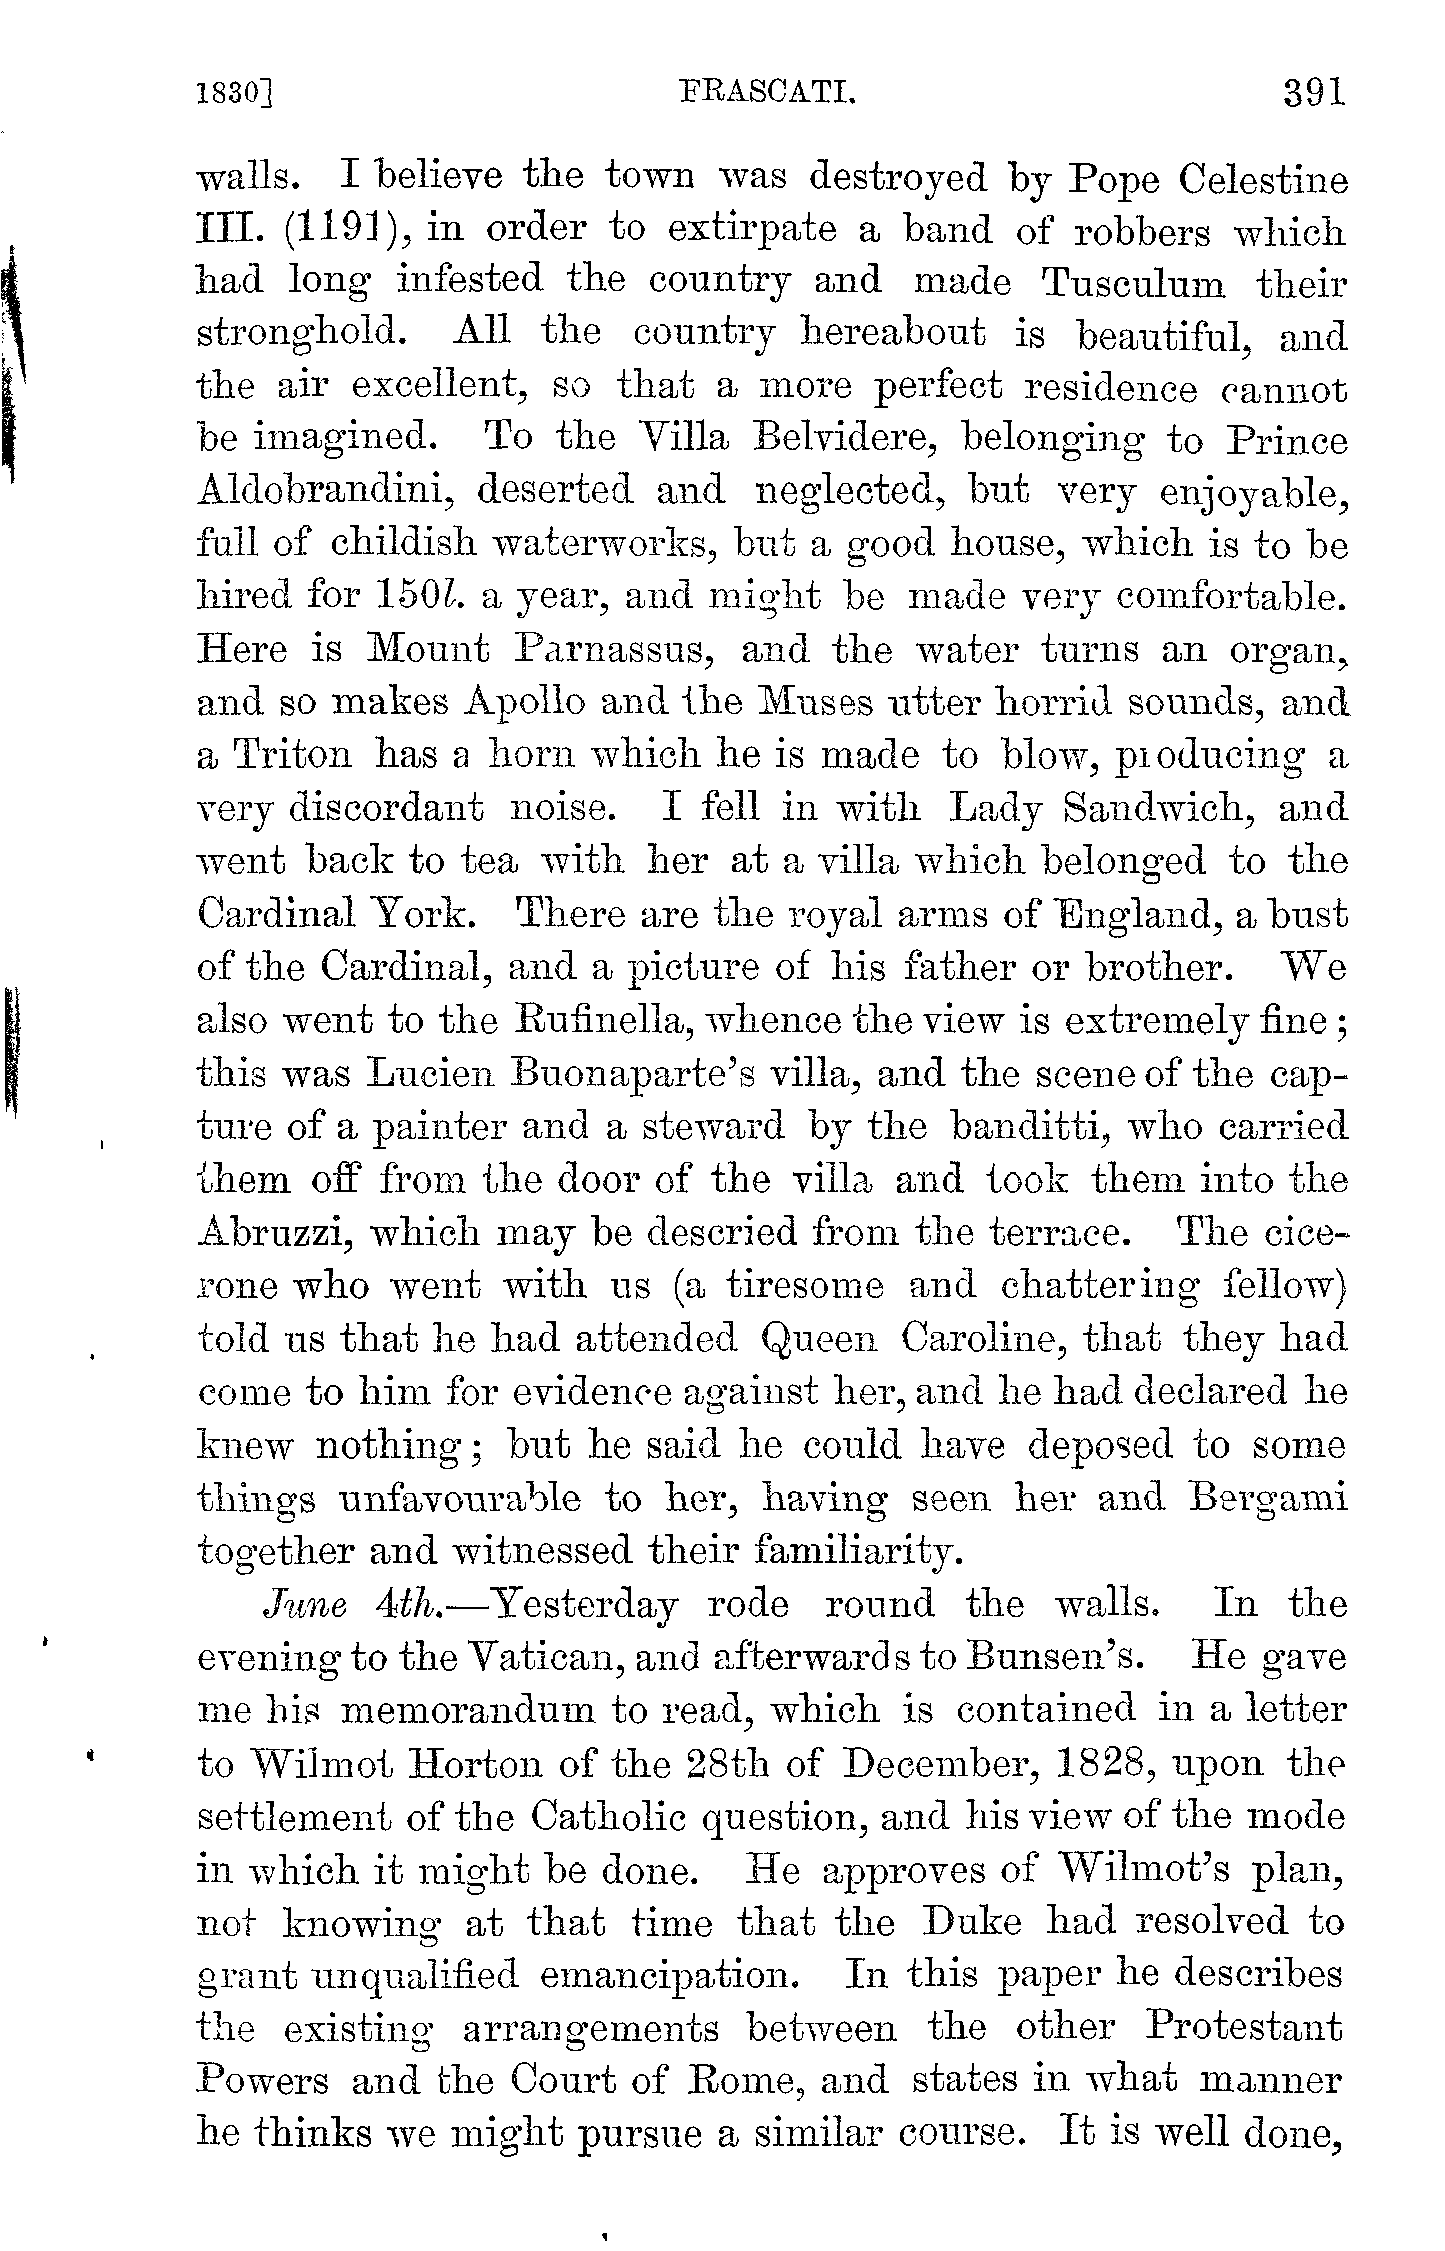 1830] FRASCATI. 391
walls. I believe the town was destroyed by Pope Celestine
III. (1191), in order to extirpate a band of robbers which
had long infested the country and made Tusculum their
stronghold. All the country hereabout is beautiful, and
the air excellent, so that a more perfect residence cannot
be imagined. To the Villa Belvidere, belonging to Prince
Aldobrandini, deserted and neglected, but very enjoyable,
full of childish waterworks, but a good house, which is to be
hired for 150l. a year, and might be made very comfortable.
Here is Mount Parnassus, and the water turns an organ,
and so makes Apollo and the Muses utter horrid sounds, and
a Triton has a horn which he is made to blow, producing a
very discordant noise. I fell in with Lady Sandwich, and
went back to tea with her at a villa which belonged to the
Cardinal York. There are the royal arms of England, a bust
of the Cardinal, and a picture of his father or brother. We
also went to the Rufinella, whence the view is extremely fine;
this was Lucien Buonaparte's villa, and the scene of the cap-
ture of a painter and a steward by the banditti, who carried
them off from the door of the villa and took them into the
Abruzzi, which may be descried from the terrace. The cice-
rone who went with us (a tiresome and chattering fellow)
told us that he had attended Queen Caroline, that they had
come to him for evidence against her, and he had declared he
knew nothing; but he said he could have deposed to some
things unfavourable to her, having seen her and Bergami
together and witnessed their familiarity.
June 4th.—Yesterday rode round the walls. In the
evening to the Vatican, and afterwards to Bunsen's. He gave
me his memorandum to read, which is contained in a letter
to Wilmot Horton of the 28th of December, 1828, upon the
settlement of the Catholic question, and his view of the mode
in which it might be done. He approves of Wilmot's plan,
not knowing at that time that the Duke had resolved to
grant unqualified emancipation. In this paper he describes
the existing arrangements between the other Protestant
Powers and the Court of Rome, and states in what manner
he thinks we might pursue a similar course. It is well done,